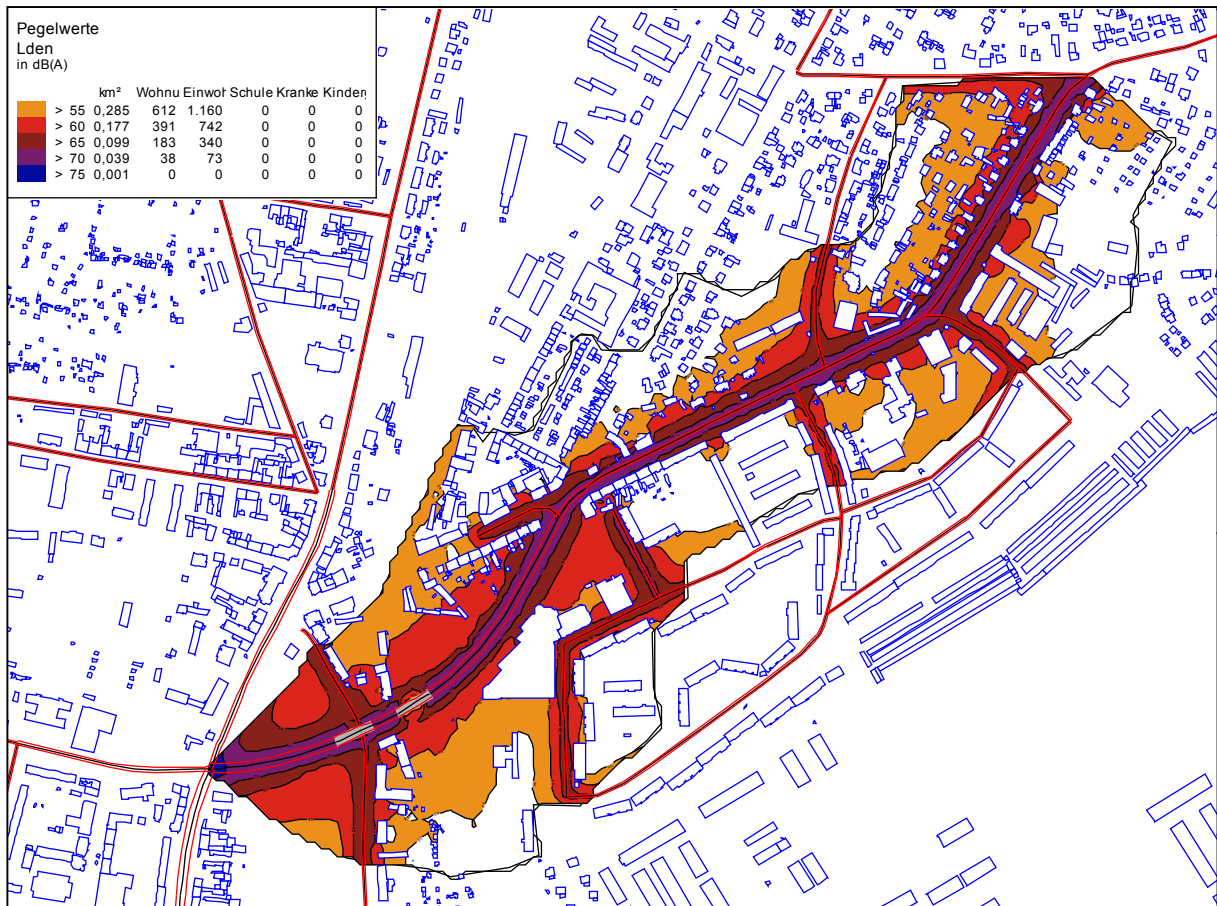 Pegelwerte
Lden
in dB(A)
km² Wohnu Einwoh Schule Kranke Kinder
> 55 0,285 612 1.160 0 0 0
> 60 0,177 391 742 0 0 0
> 65 0,099 183 340 0 0 0
> 70 0,039 38 73 0 0 0
> 75 0,001 0 0 0 0 0